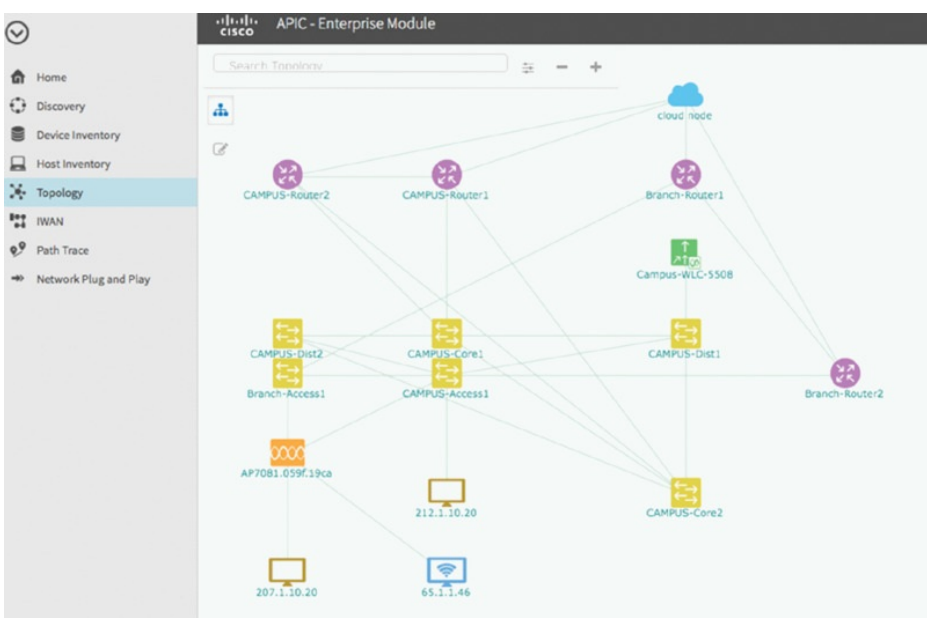 CISCO
APIC - Enterprise Module
Home
Discovery
Device Inventory
Host Inventory
Topology
IWAN
Path Trace
Network Plug and Play
Search Topology
cloud node
CAMPUS-Router2
CAMPUS-Router1
Branch-Router1
Campus-WLC-5508
CAMPUS-Dist2
CAMPUS-Core1
CAMPUS-Dist1
Branch-Access1
CAMPUS-Access1
Branch-Router2
AP7081.059f.19ca
212.1.10.20
CAMPUS-Core2
207.1.10.20
65.1.1.46